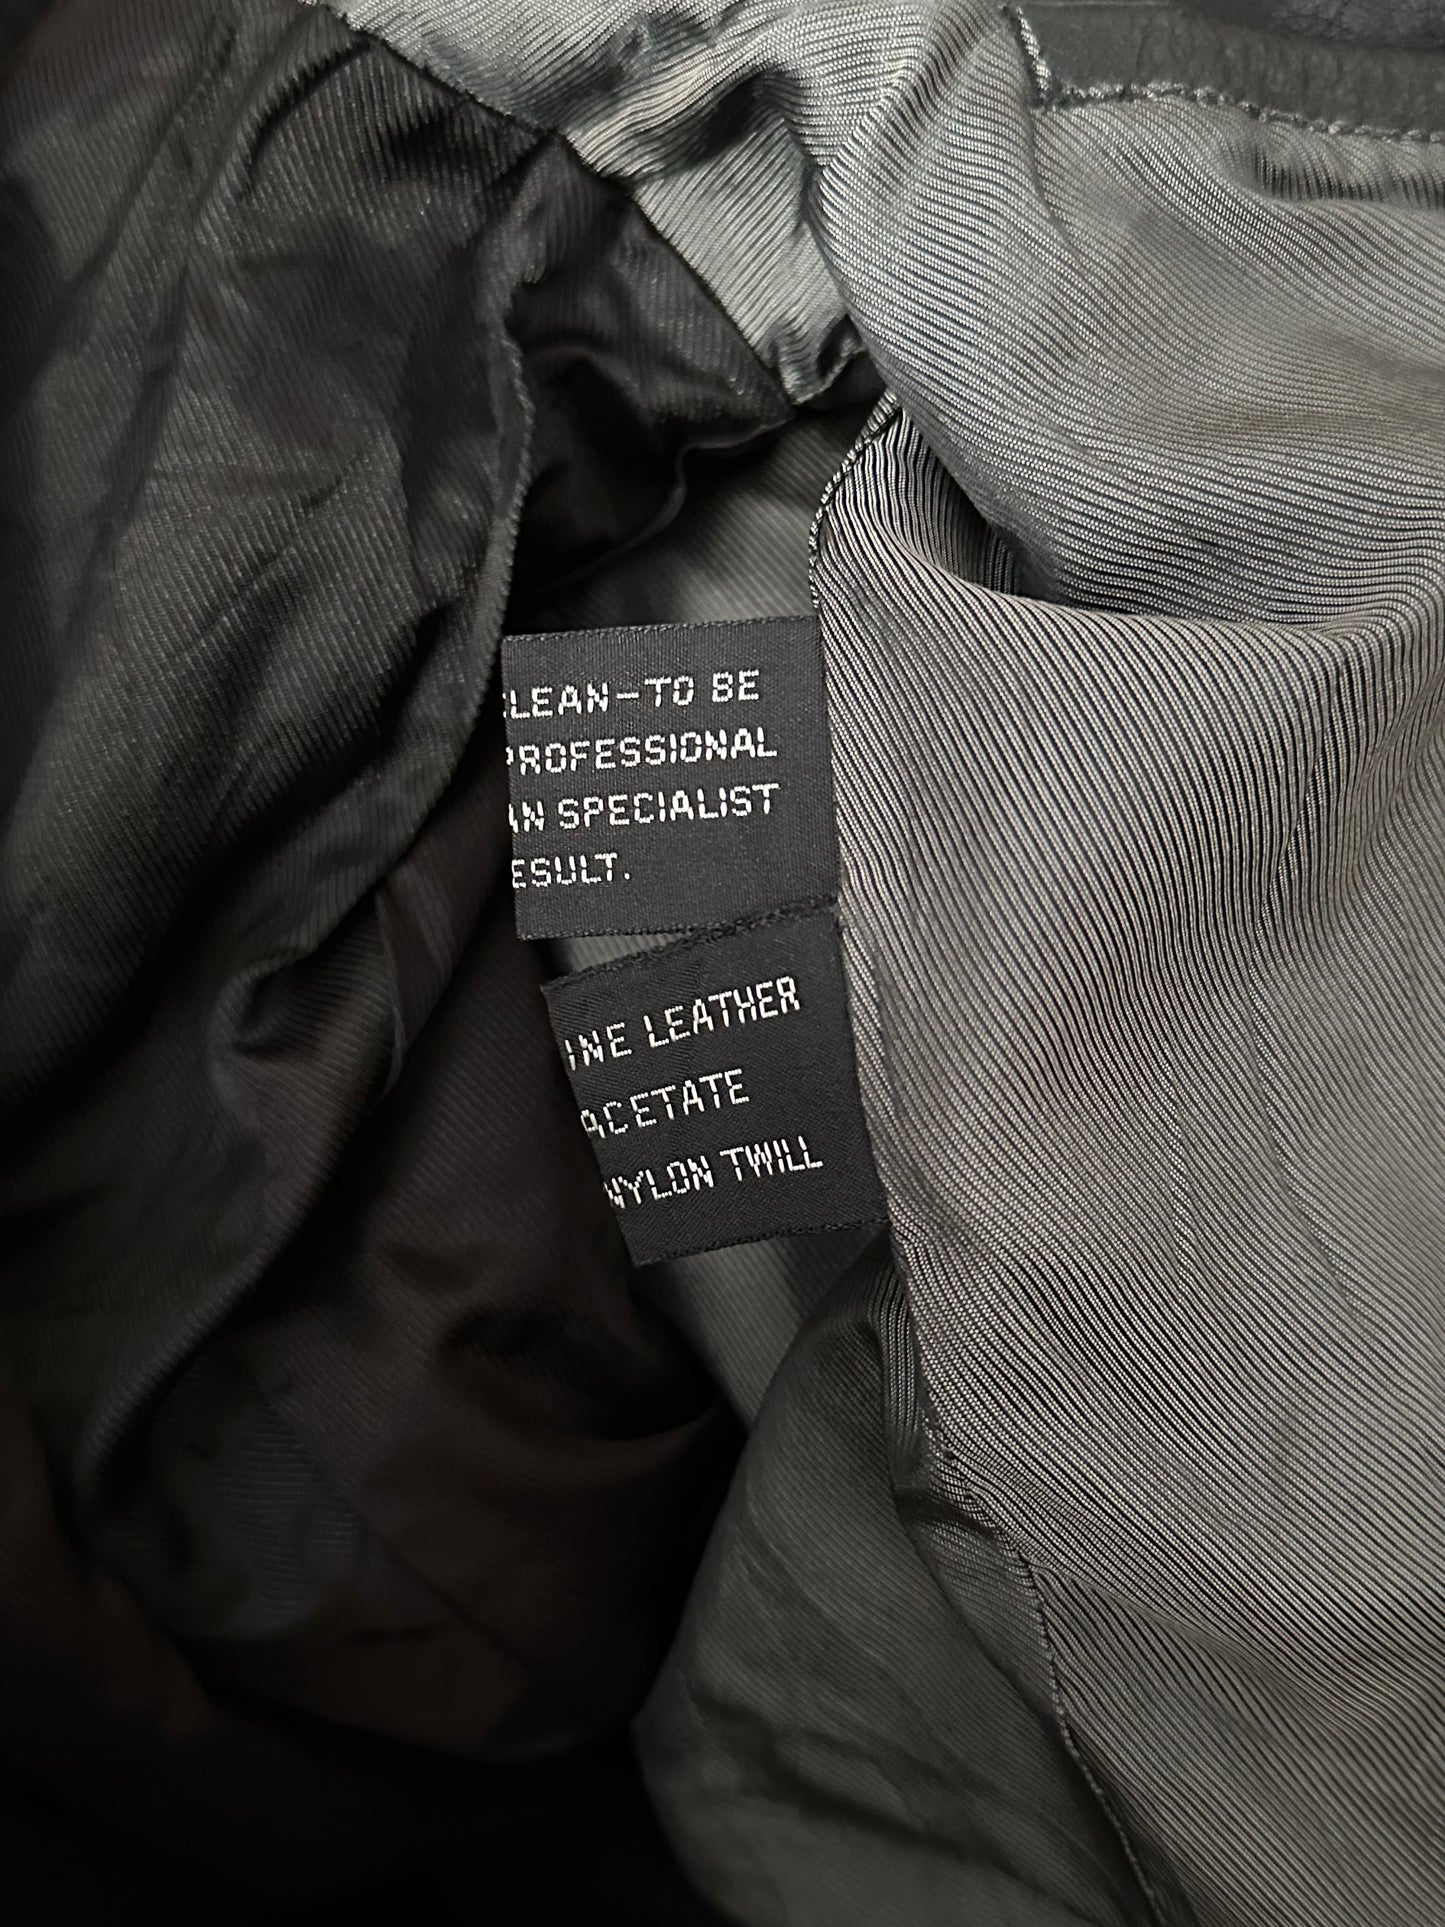 LEAN-TO BE
PROFESSIONAL
AN SPECIALIST
ESULT.
INE LEATHER
ACETATE
NYLON TWILL